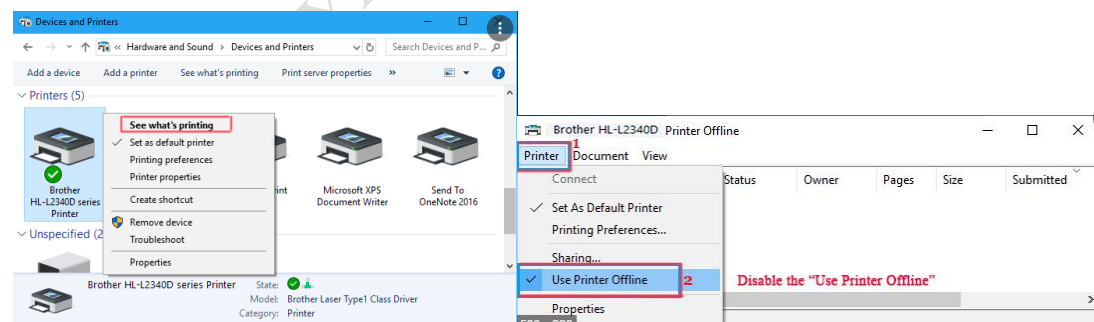 Devices and Printers
Hardware and Sound > Devices and Printers
Search Devices and P...
Add a device Add a printer See what's printing Print server properties »
Printers (5)
See what's printing
Set as default printer
Printing preferences
Printer properties
Create shortcut
Remove device
Troubleshoot
Properties
Brother
HL-L2340D series
Printer
int
Microsoft XPS
Document Writer
Send To
OneNote 2016
Unspecified (2
Brother HL-L2340D series Printer State:
Model: Brother Laser Type1 Class Driver
Category: Printer
Brother HL-L2340D Printer Offline
1
Printer Document View
Connect
Status Owner Pages Size Submitted
Set As Default Printer
Printing Preferences...
Sharing...
Use Printer Offline 2 Disable the “Use Printer Offline”
Properties